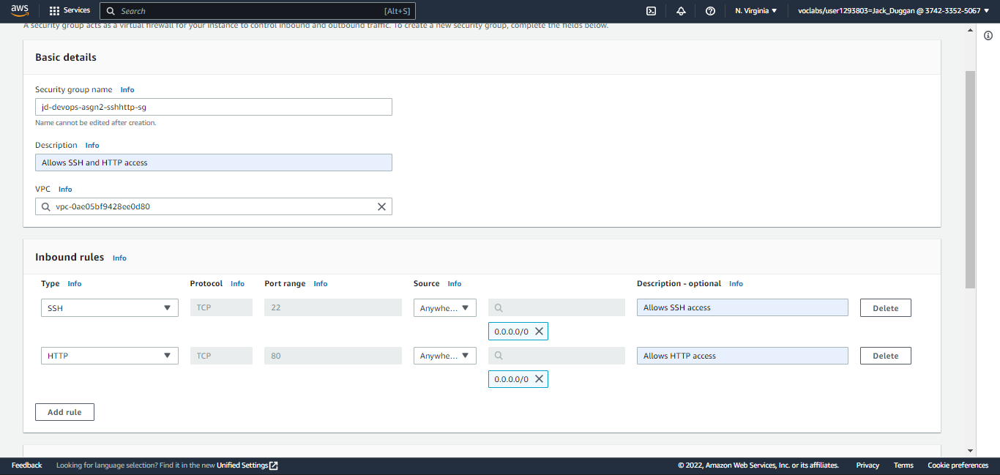 aws Services Search [Alt+S] N. Virginia voclabs/user1293803=Jack_Duggan @ 3742-3352-5067
A security group acts as a virtual firewall for your instance to control inbound and outbound traffic. To create a new security group, complete the fields below.
Basic details
Security group name Info
jd-devops-asgn2-sshhttp-sg
Name cannot be edited after creation.
Description Info
Allows SSH and HTTP access
VPC Info
vpc-0ae05bf9428ee0d80
Inbound rules Info
Type Info Protocol Info Port range Info Source Info Description - optional Info
SSH TCP 22 Anywhe... Allows SSH access Delete
0.0.0.0/0
HTTP TCP 80 Anywhe... Allows HTTP access Delete
0.0.0.0/0
Add rule
Feedback Looking for language selection? Find it in the new Unified Settings © 2022, Amazon Web Services, Inc. or its affiliates. Privacy Terms Cookie preferences